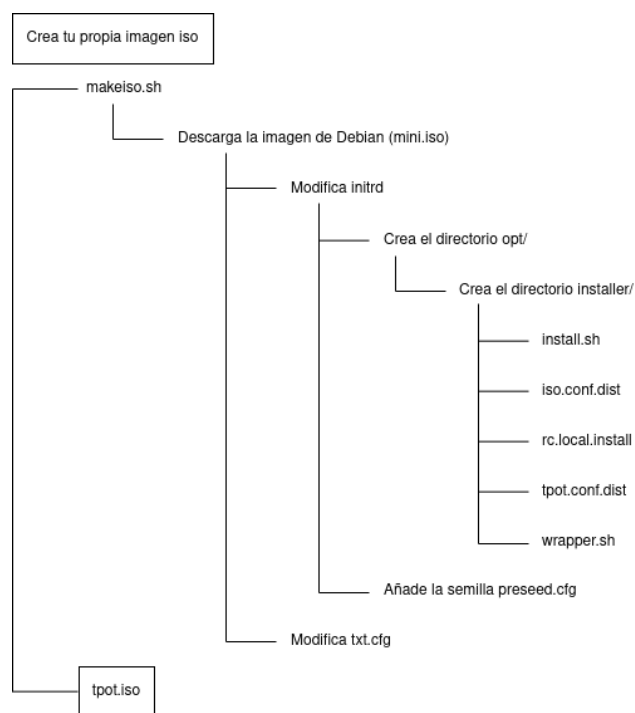 Crea tu propia imagen iso
makeiso.sh
Descarga la imagen de Debian (mini.iso)
Modifica initrd
Crea el directorio opt/
Crea el directorio installer/
install.sh
iso.conf.dist
rc.local.install
tpot.conf.dist
wrapper.sh
Añade la semilla preseed.cfg
Modifica txt.cfg
tpot.iso